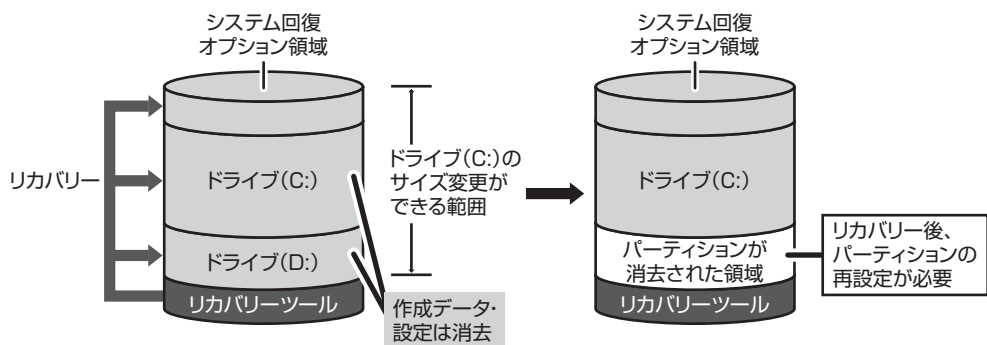 システム回復
オプション領域
リカバリー
ドライブ(C:)
ドライブ(D:)
リカバリーツール
ドライブ(C:)の
サイズ変更が
できる範囲
作成データ・
設定は消去
システム回復
オプション領域
ドライブ(C:)
パーティションが
消去された領域
リカバリーツール
リカバリー後、
パーティションの
再設定が必要